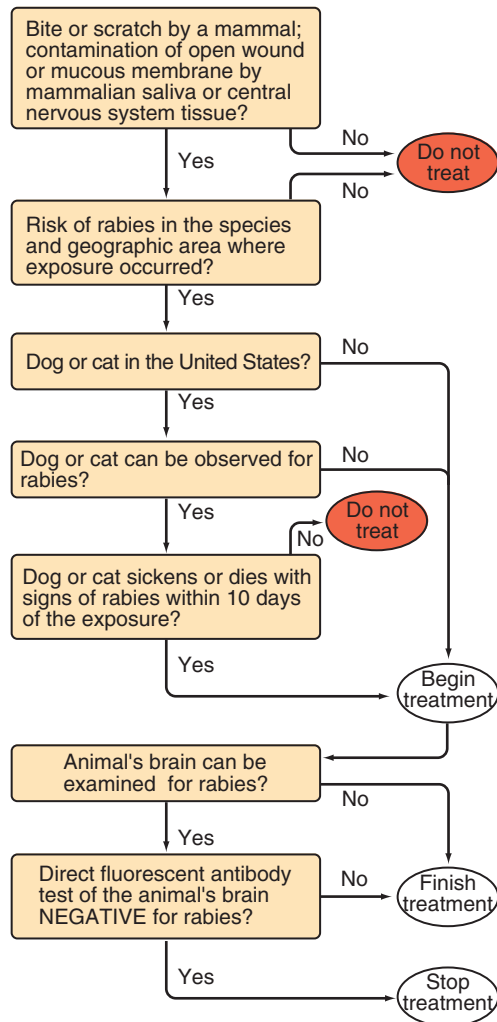 Bite or scratch by a mammal;
contamination of open wound
or mucous membrane by
mammalian saliva or central
nervous system tissue?
No
Do not
treat
Yes
No
Risk of rabies in the species
and geographic area where
exposure occurred?
Yes
Dog or cat in the United States?
No
Yes
Dog or cat can be observed for
rabies?
No
Yes
Do not
treat
No
Dog or cat sickens or dies with
signs of rabies within 10 days
of the exposure?
Yes
Begin
treatment
Animal's brain can be
examined for rabies?
No
Yes
Direct fluorescent antibody
test of the animal's brain
NEGATIVE for rabies?
No
Finish
treatment
Yes
Stop
treatment